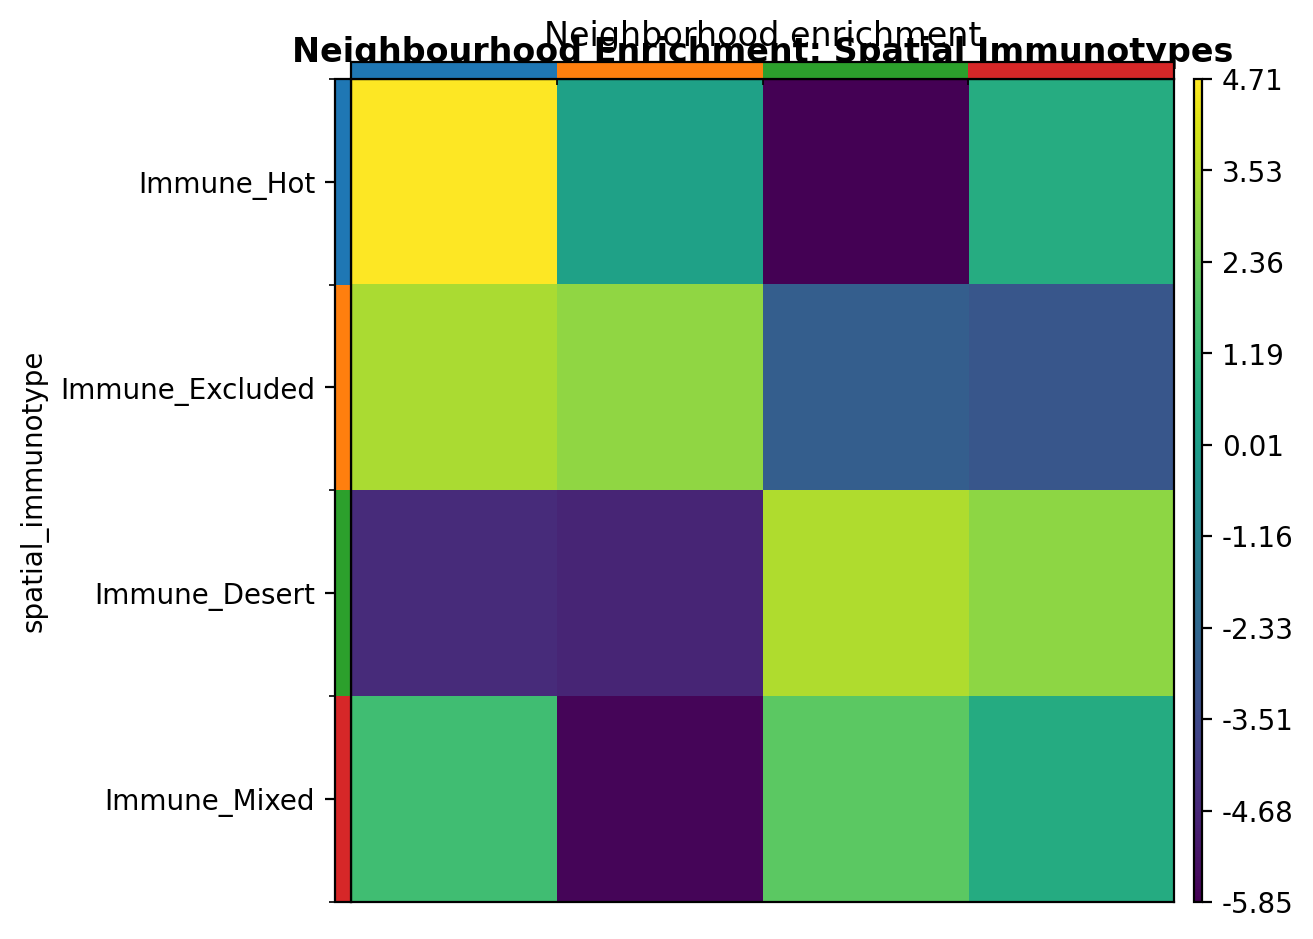 Neighborhood enrichment
Neighbourhood Enrichment: Spatial Immunotypes
spatial_immunotype
Immune_Hot
Immune_Excluded
Immune_Desert
Immune_Mixed
4.71
3.53
2.36
1.19
0.01
-1.16
-2.33
-3.51
-4.68
-5.85